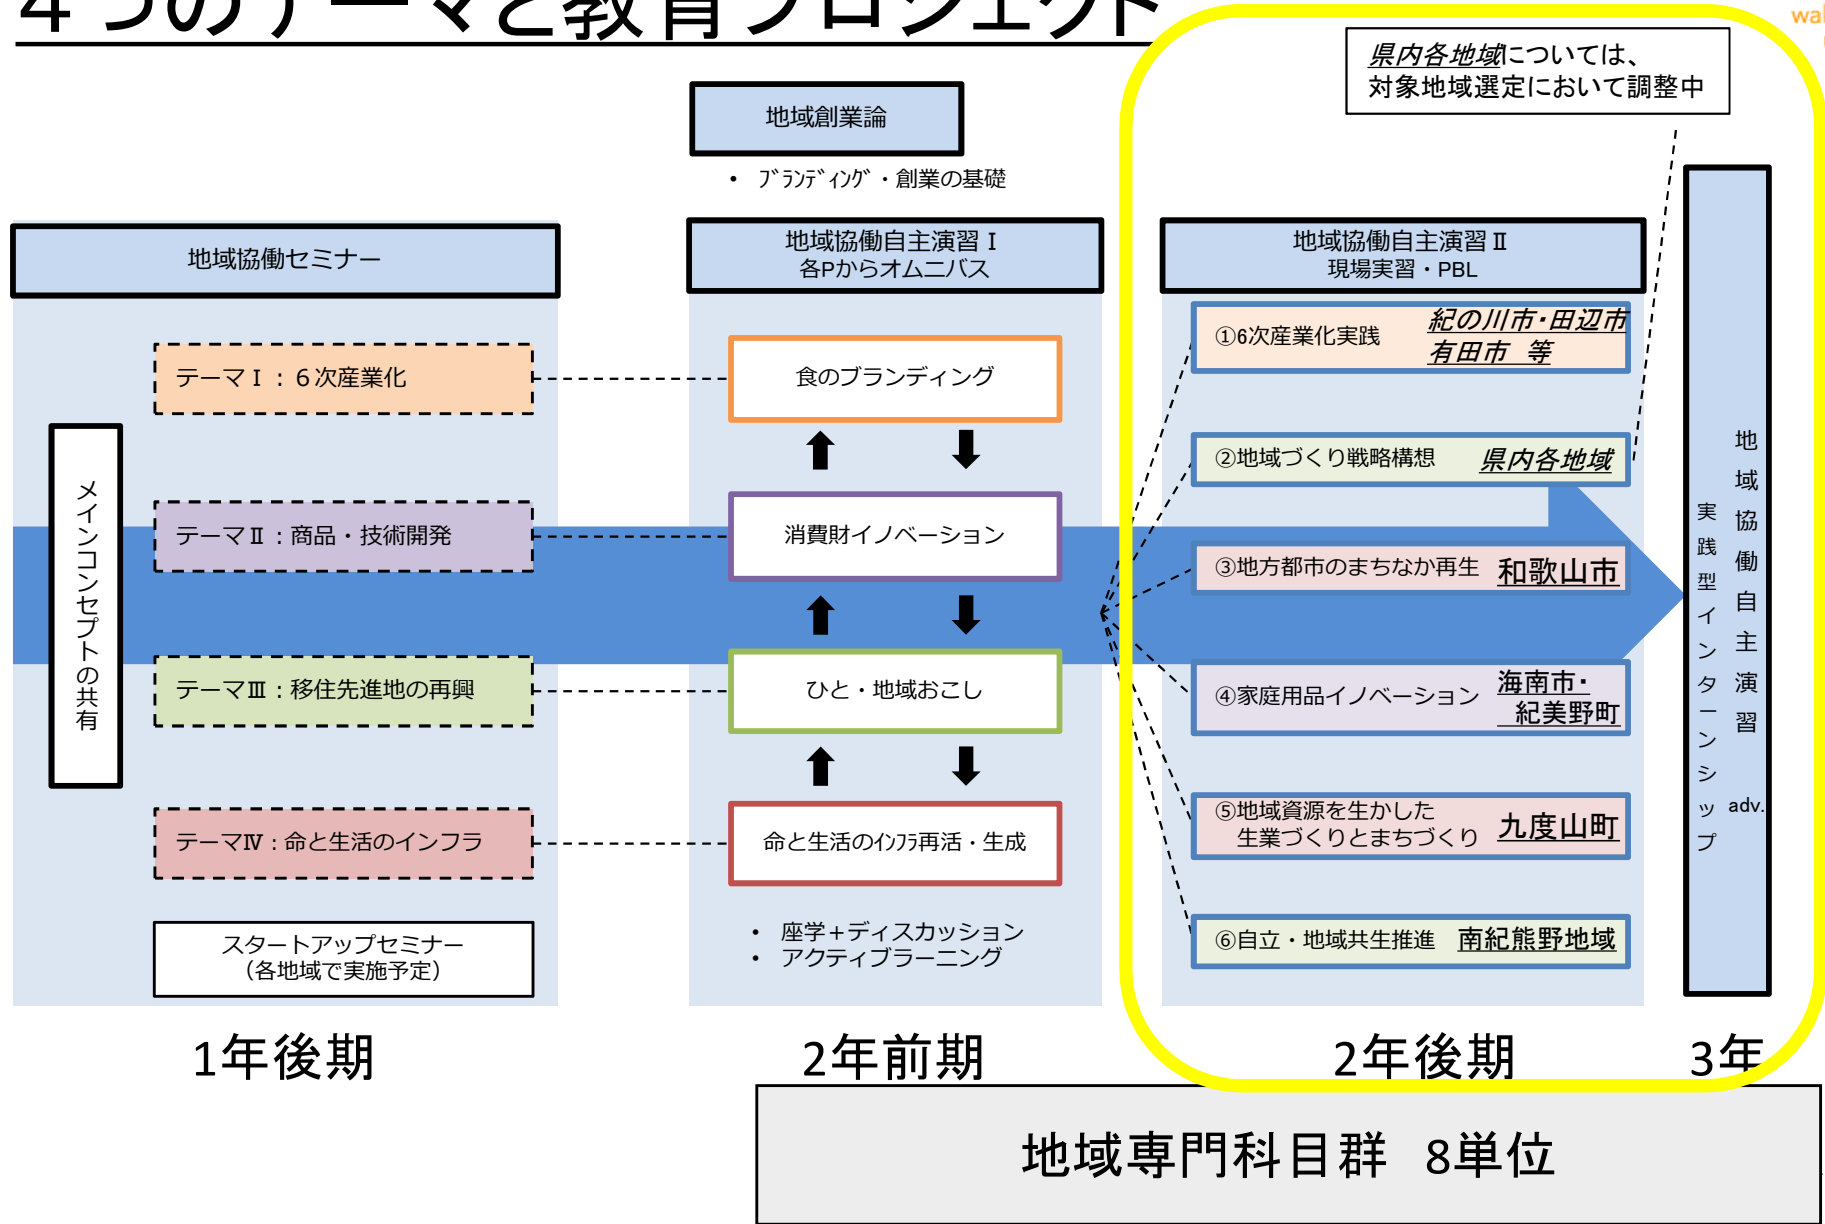 ４つのテーマと教育プロジェクト
県内各地域については、
対象地域選定において調整中
地域創業論
• ﾌﾞﾗﾝﾃﾞｨﾝｸﾞ・創業の基礎
地域協働セミナー
メインコンセプトの共有
テーマⅠ：６次産業化
テーマⅡ：商品・技術開発
テーマⅢ：移住先進地の再興
テーマⅣ：命と生活のインフラ
スタートアップセミナー
（各地域で実施予定）
1年後期
地域協働自主演習Ⅰ
各Pからオムニバス
食のブランディング
消費財イノベーション
ひと・地域おこし
命と生活のｲﾝﾌﾗ再活・生成
• 座学＋ディスカッション
• アクティブラーニング
2年前期
地域協働自主演習Ⅱ
現場実習・PBL
①6次産業化実践 紀の川市・田辺市
有田市　等
②地域づくり戦略構想 県内各地域
③地方都市のまちなか再生 和歌山市
④家庭用品イノベーション 海南市・
紀美野町
⑤地域資源を生かした
生業づくりとまちづくり 九度山町
⑥自立・地域共生推進 南紀熊野地域
2年後期
地域協働自主演習　adv.
実践型インターンシップ
3年
地域専門科目群　8単位